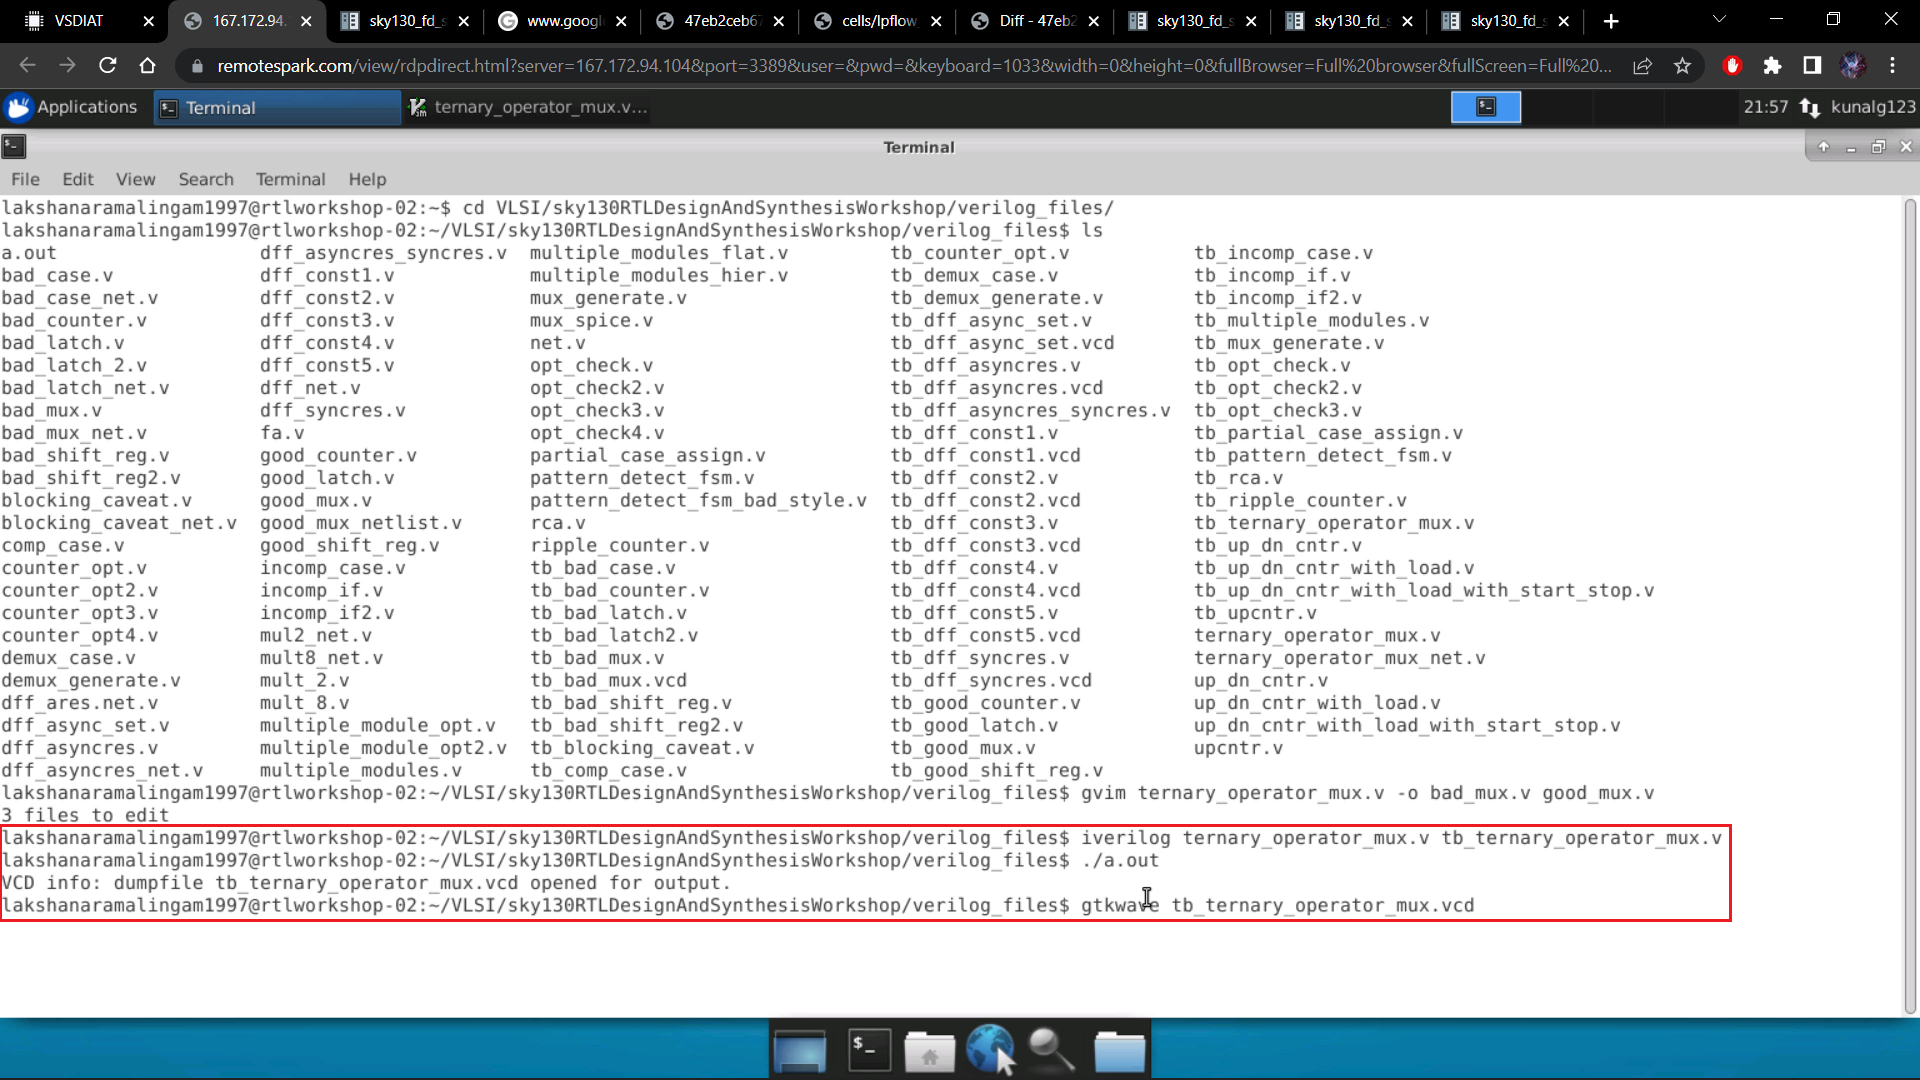 VSDIAT
167.172.94.
sky130_fd_s
www.googl
47eb2ceb67
cells/lpflow
Diff - 47eb2
sky130_fd_s
sky130_fd_s
sky130_fd_s
remotespark.com/view/rdpdirect.html?server=167.172.94.104&port=3389&user=&pwd=&keyboard=1033&width=0&height=0&fullBrowser=Full%20browser&fullScreen=Full%20...
Applications
Terminal
ternary_operator_mux.v...
21:57
kunalg123
Terminal
File Edit View Search Terminal Help
lakshanaramalingam1997@rtlworkshop-02:~$ cd VLSI/sky130RTLDesignAndSynthesisWorkshop/verilog_files/
lakshanaramalingam1997@rtlworkshop-02:~/VLSI/sky130RTLDesignAndSynthesisWorkshop/verilog_files$ ls
a.out dff_asyncres_syncres.v multiple_modules_flat.v tb_counter_opt.v tb_incomp_case.v
bad_case.v dff_const1.v multiple_modules_hier.v tb_demux_case.v tb_incomp_if.v
bad_case_net.v dff_const2.v mux_generate.v tb_demux_generate.v tb_incomp_if2.v
bad_counter.v dff_const3.v mux_spice.v tb_dff_async_set.v tb_multiple_modules.v
bad_latch.v dff_const4.v net.v tb_dff_async_set.vcd tb_mux_generate.v
bad_latch_2.v dff_const5.v opt_check.v tb_dff_asyncres.v tb_opt_check.v
bad_latch_net.v dff_net.v opt_check2.v tb_dff_asyncres.vcd tb_opt_check2.v
bad_mux.v dff_syncres.v opt_check3.v tb_dff_asyncres_syncres.v tb_opt_check3.v
bad_mux_net.v fa.v opt_check4.v tb_dff_const1.v tb_partial_case_assign.v
bad_shift_reg.v good_counter.v partial_case_assign.v tb_dff_const1.vcd tb_pattern_detect_fsm.v
bad_shift_reg2.v good_latch.v pattern_detect_fsm.v tb_dff_const2.v tb_rca.v
blocking_caveat.v good_mux.v pattern_detect_fsm_bad_style.v tb_dff_const2.vcd tb_ripple_counter.v
blocking_caveat_net.v good_mux_netlist.v rca.v tb_dff_const3.v tb_ternary_operator_mux.v
comp_case.v good_shift_reg.v ripple_counter.v tb_dff_const3.vcd tb_up_dn_cntr.v
counter_opt.v incomp_case.v tb_bad_case.v tb_dff_const4.v tb_up_dn_cntr_with_load.v
counter_opt2.v incomp_if.v tb_bad_counter.v tb_dff_const4.vcd tb_up_dn_cntr_with_load_with_start_stop.v
counter_opt3.v incomp_if2.v tb_bad_latch.v tb_dff_const5.v tb_upcntr.v
counter_opt4.v mul2_net.v tb_bad_latch2.v tb_dff_const5.vcd ternary_operator_mux.v
demux_case.v mult8_net.v tb_bad_mux.v tb_dff_syncres.v ternary_operator_mux_net.v
demux_generate.v mult_2.v tb_bad_mux.vcd tb_dff_syncres.vcd up_dn_cntr.v
dff_ares.net.v mult_8.v tb_bad_shift_reg.v tb_good_counter.v up_dn_cntr_with_load.v
dff_async_set.v multiple_module_opt.v tb_bad_shift_reg2.v tb_good_latch.v up_dn_cntr_with_load_with_start_stop.v
dff_asyncres.v multiple_module_opt2.v tb_blocking_caveat.v tb_good_mux.v upcntr.v
dff_asyncres_net.v multiple_modules.v tb_comp_case.v tb_good_shift_reg.v
lakshanaramalingam1997@rtlworkshop-02:~/VLSI/sky130RTLDesignAndSynthesisWorkshop/verilog_files$ gvim ternary_operator_mux.v -o bad_mux.v good_mux.v
3 files to edit
lakshanaramalingam1997@rtlworkshop-02:~/VLSI/sky130RTLDesignAndSynthesisWorkshop/verilog_files$ iverilog ternary_operator_mux.v tb_ternary_operator_mux.v
lakshanaramalingam1997@rtlworkshop-02:~/VLSI/sky130RTLDesignAndSynthesisWorkshop/verilog_files$ ./a.out
VCD info: dumpfile tb_ternary_operator_mux.vcd opened for output.
lakshanaramalingam1997@rtlworkshop-02:~/VLSI/sky130RTLDesignAndSynthesisWorkshop/verilog_files$ gtkwave tb_ternary_operator_mux.vcd